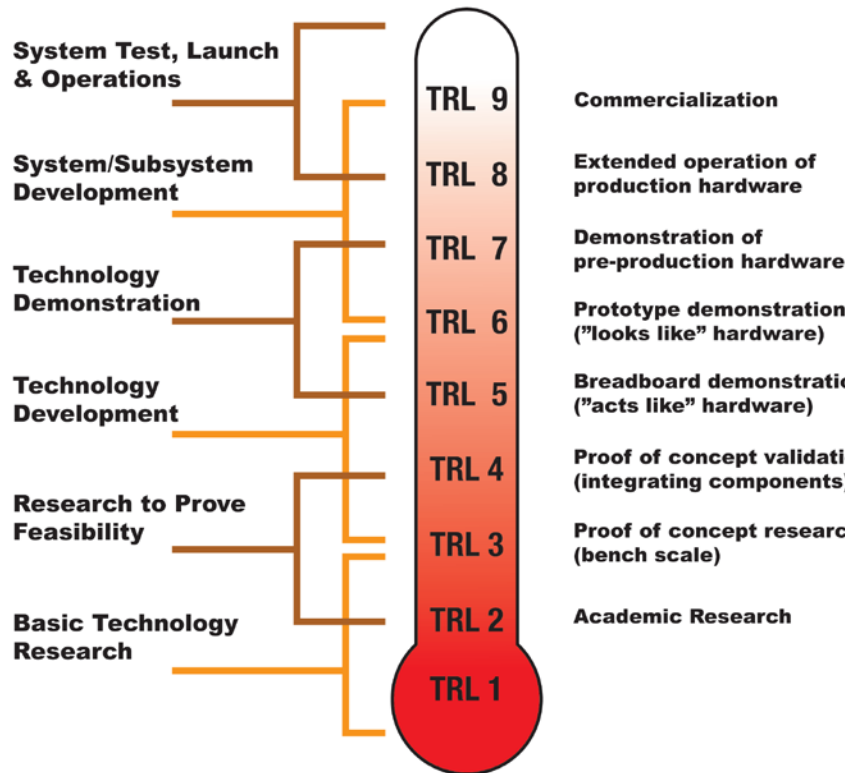 System Test, Launch
& Operations
System/Subsystem
Development
Technology
Demonstration
Technology
Development
Research to Prove
Feasibility
Basic Technology
Research
TRL 9
TRL 8
TRL 7
TRL 6
TRL 5
TRL 4
TRL 3
TRL 2
TRL 1
Commercialization
Extended operation of
production hardware
Demonstration of
pre-production hardware
Prototype demonstration
("looks like" hardware)
Breadboard demonstratio
("acts like" hardware)
Proof of concept validati
(integrating components)
Proof of concept researc
(bench scale)
Academic Research